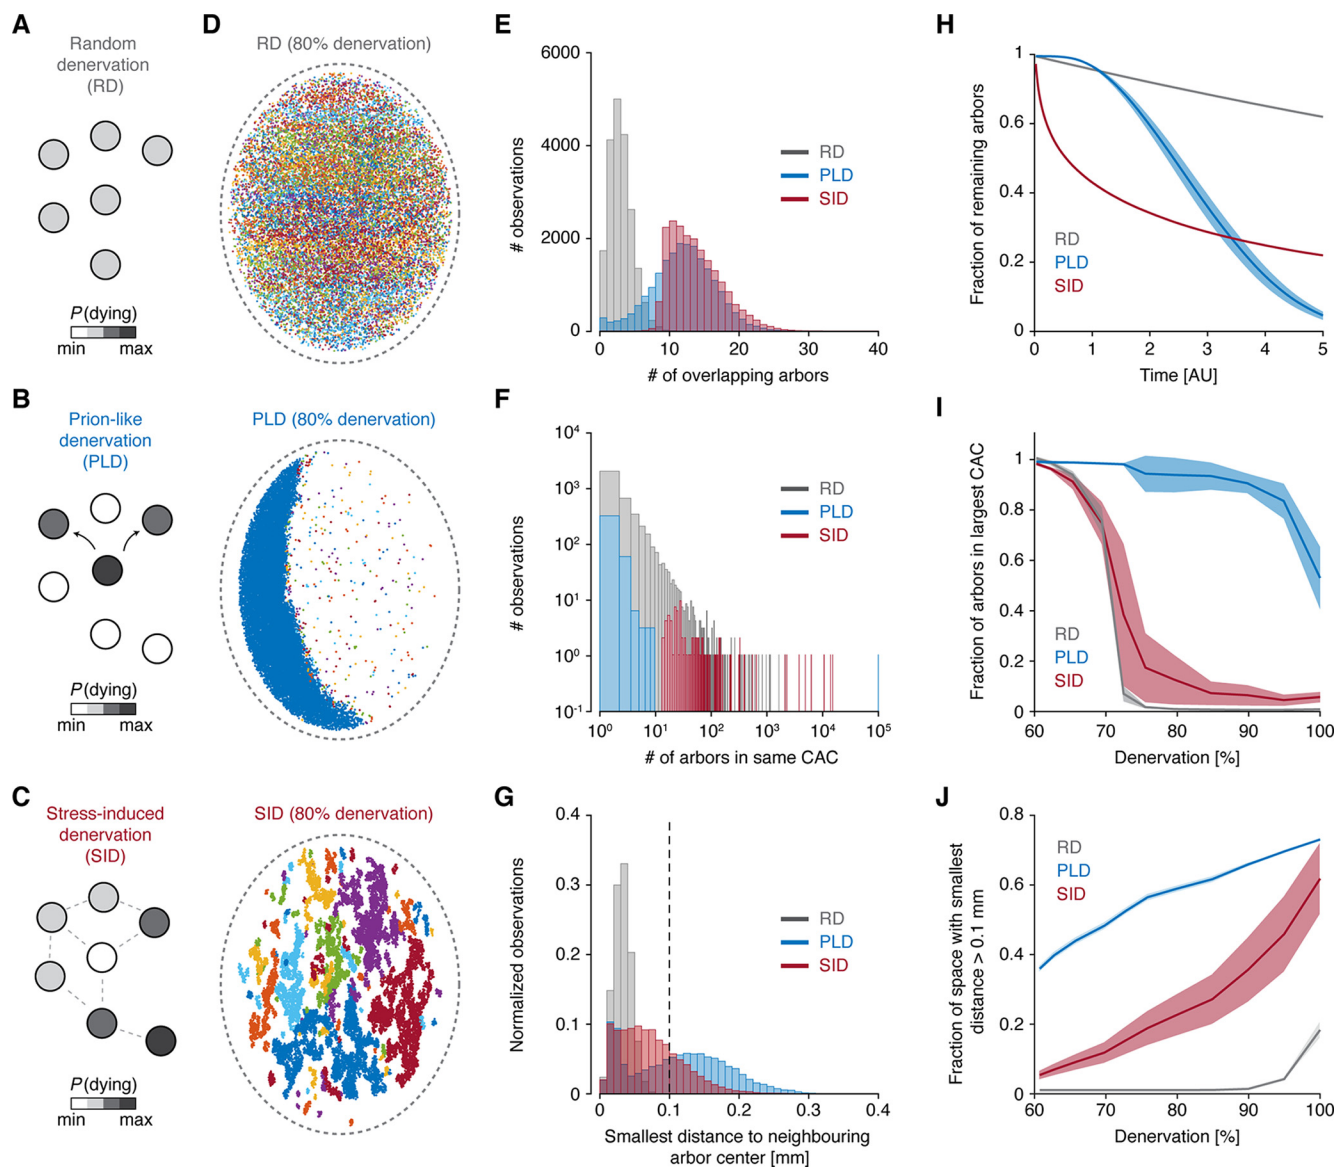 A
Random
denervation
(RD)
P(dying)
min max
B
Prion-like
denervation
(PLD)
P(dying)
min max
C
Stress-induced
denervation
(SID)
P(dying)
min max
D
RD (80% denervation)
PLD (80% denervation)
SID (80% denervation)
E
6000
4000
2000
0
# observations
RD
PLD
SID
0 10 20 30 40
# of overlapping arbors
F
10⁴
10³
10²
10¹
10⁰
10⁻¹
# observations
RD
PLD
SID
10⁰ 10¹ 10² 10³ 10⁴ 10⁵
# of arbors in same CAC
G
0.4
0.3
0.2
0.1
0
Normalized observations
RD
PLD
SID
0 0.1 0.2 0.3 0.4
Smallest distance to neighbouring
arbor center [mm]
H
1
0.8
0.6
0.4
0.2
0
Fraction of remaining arbors
RD
PLD
SID
0 1 2 3 4 5
Time [AU]
I
1
0.8
0.6
0.4
0.2
0
Fraction of arbors in largest CAC
RD
PLD
SID
60 70 80 90 100
Denervation [%]
J
0.8
0.6
0.4
0.2
0
Fraction of space with smallest
distance > 0.1 mm
RD
PLD
SID
60 70 80 90 100
Denervation [%]